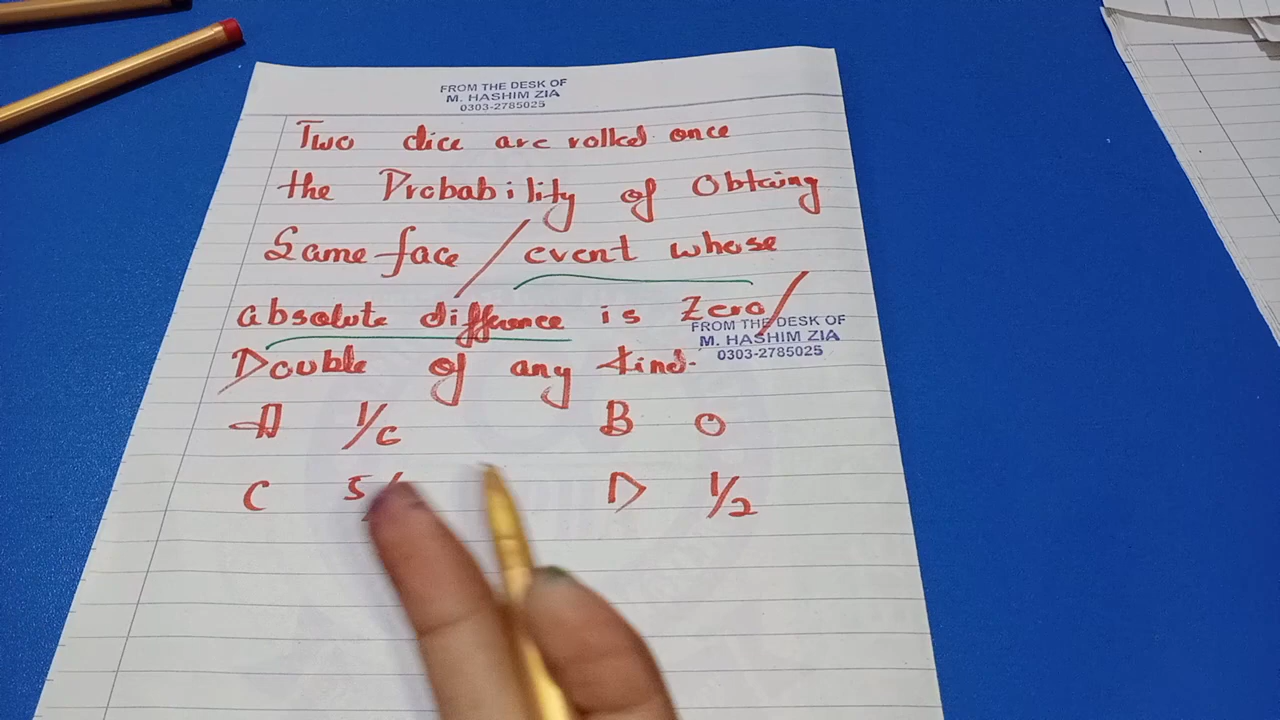 FROM THE DESK OF
M. HASHIM ZIA
0303-2785025
Two dice are rolled once
the Probability of Obtaing
Same face / event whose
absolute difference is Zero /
FROM THE DESK OF
M. HASHIM ZIA
0303-2785025
Double of any kind.
A 1/6 B 0
C 5/ D 1/2